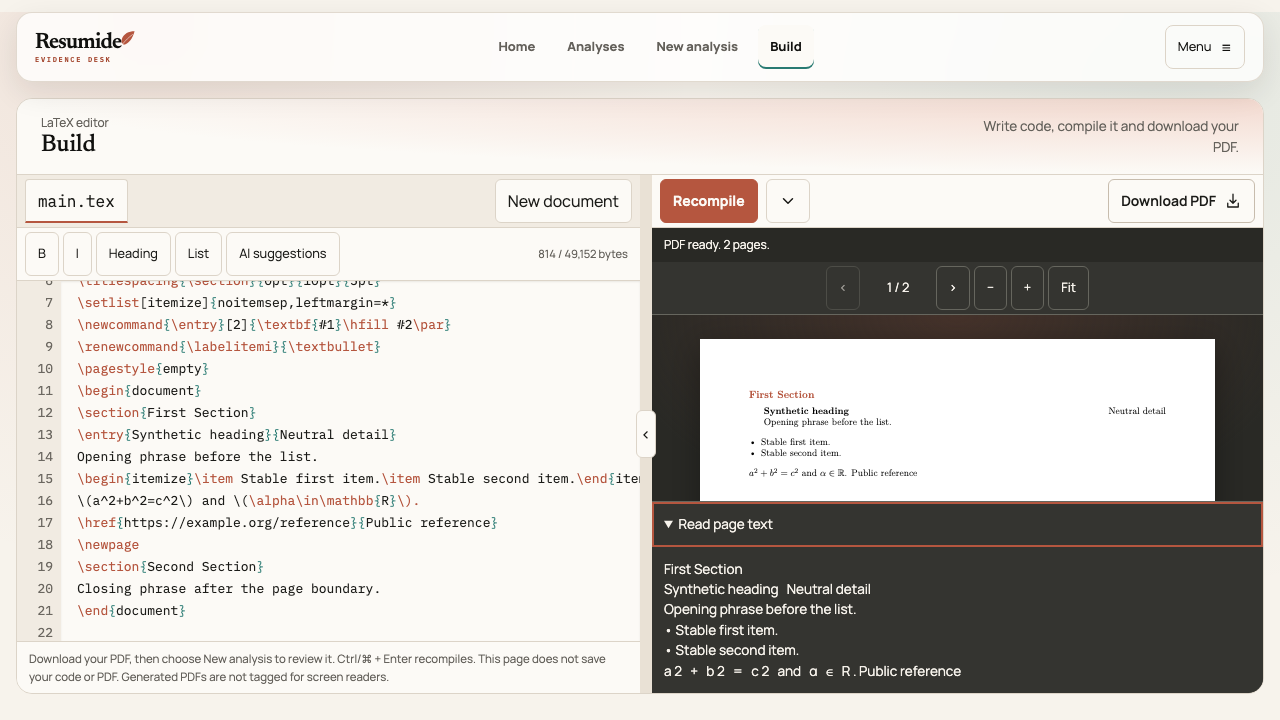 Resumide
EVIDENCE DESK
Home
Analyses
New analysis
Build
Menu ≡
LaTeX editor
Build
Write code, compile it and download your
PDF.
main.tex
New document
Recompile
Download PDF
B
I
Heading
List
AI suggestions
814 / 49,152 bytes
PDF ready. 2 pages.
‹
1 / 2
›
−
+
Fit
6 \titlespacing{\section}{0pt}{10pt}{5pt}
7 \setlist[itemize]{noitemsep,leftmargin=*}
8 \newcommand{\entry}[2]{\textbf{#1}\hfill #2\par}
9 \renewcommand{\labelitemi}{\textbullet}
10 \pagestyle{empty}
11 \begin{document}
12 \section{First Section}
13 \entry{Synthetic heading}{Neutral detail}
14 Opening phrase before the list.
15 \begin{itemize}\item Stable first item.\item Stable second item.\end{iter
16 \(a^2+b^2=c^2\) and \(\alpha\in\mathbb{R}\).
17 \href{https://example.org/reference}{Public reference}
18 \newpage
19 \section{Second Section}
20 Closing phrase after the page boundary.
21 \end{document}
22
Download your PDF, then choose New analysis to review it. Ctrl/⌘ + Enter recompiles. This page does not save
your code or PDF. Generated PDFs are not tagged for screen readers.
First Section
Synthetic heading Neutral detail
Opening phrase before the list.
• Stable first item.
• Stable second item.
a² + b² = c² and α ∈ ℝ. Public reference
▼ Read page text
First Section
Synthetic heading Neutral detail
Opening phrase before the list.
• Stable first item.
• Stable second item.
a 2 + b 2 = c 2 and α ∈ R . Public reference